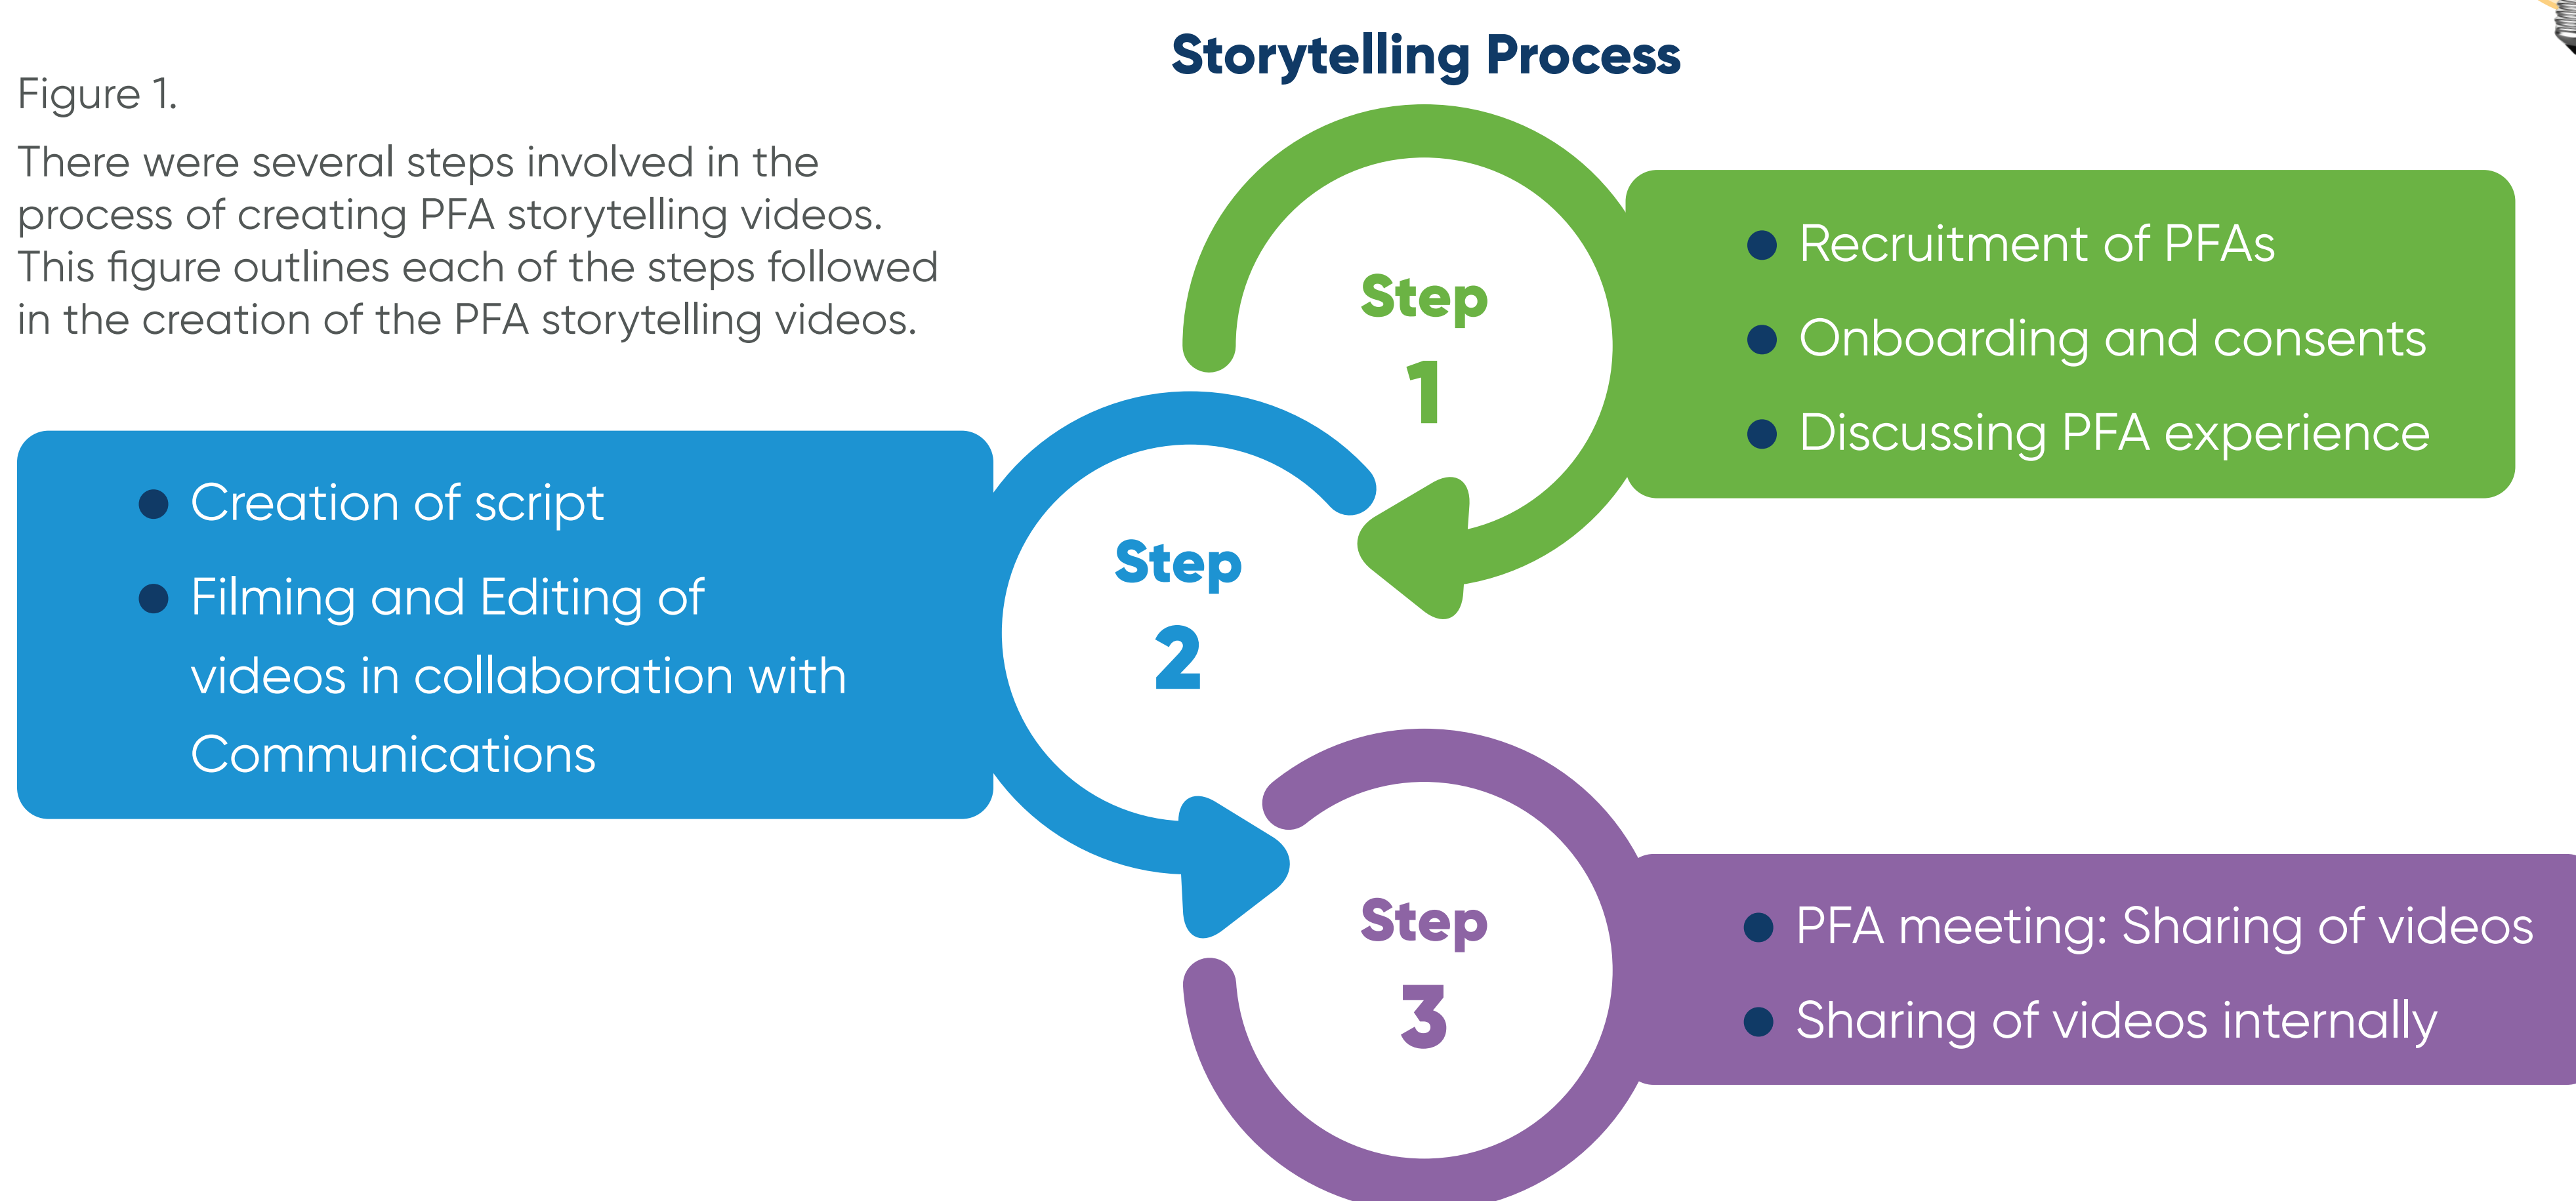 Storytelling Process
Figure 1.
There were several steps involved in the
process of creating PFA storytelling videos.
This figure outlines each of the steps followed
in the creation of the PFA storytelling videos.
Step
1
● Recruitment of PFAs
● Onboarding and consents
● Discussing PFA experience
Step
2
● Creation of script
● Filming and Editing of
videos in collaboration with
Communications
Step
3
● PFA meeting: Sharing of videos
● Sharing of videos internally